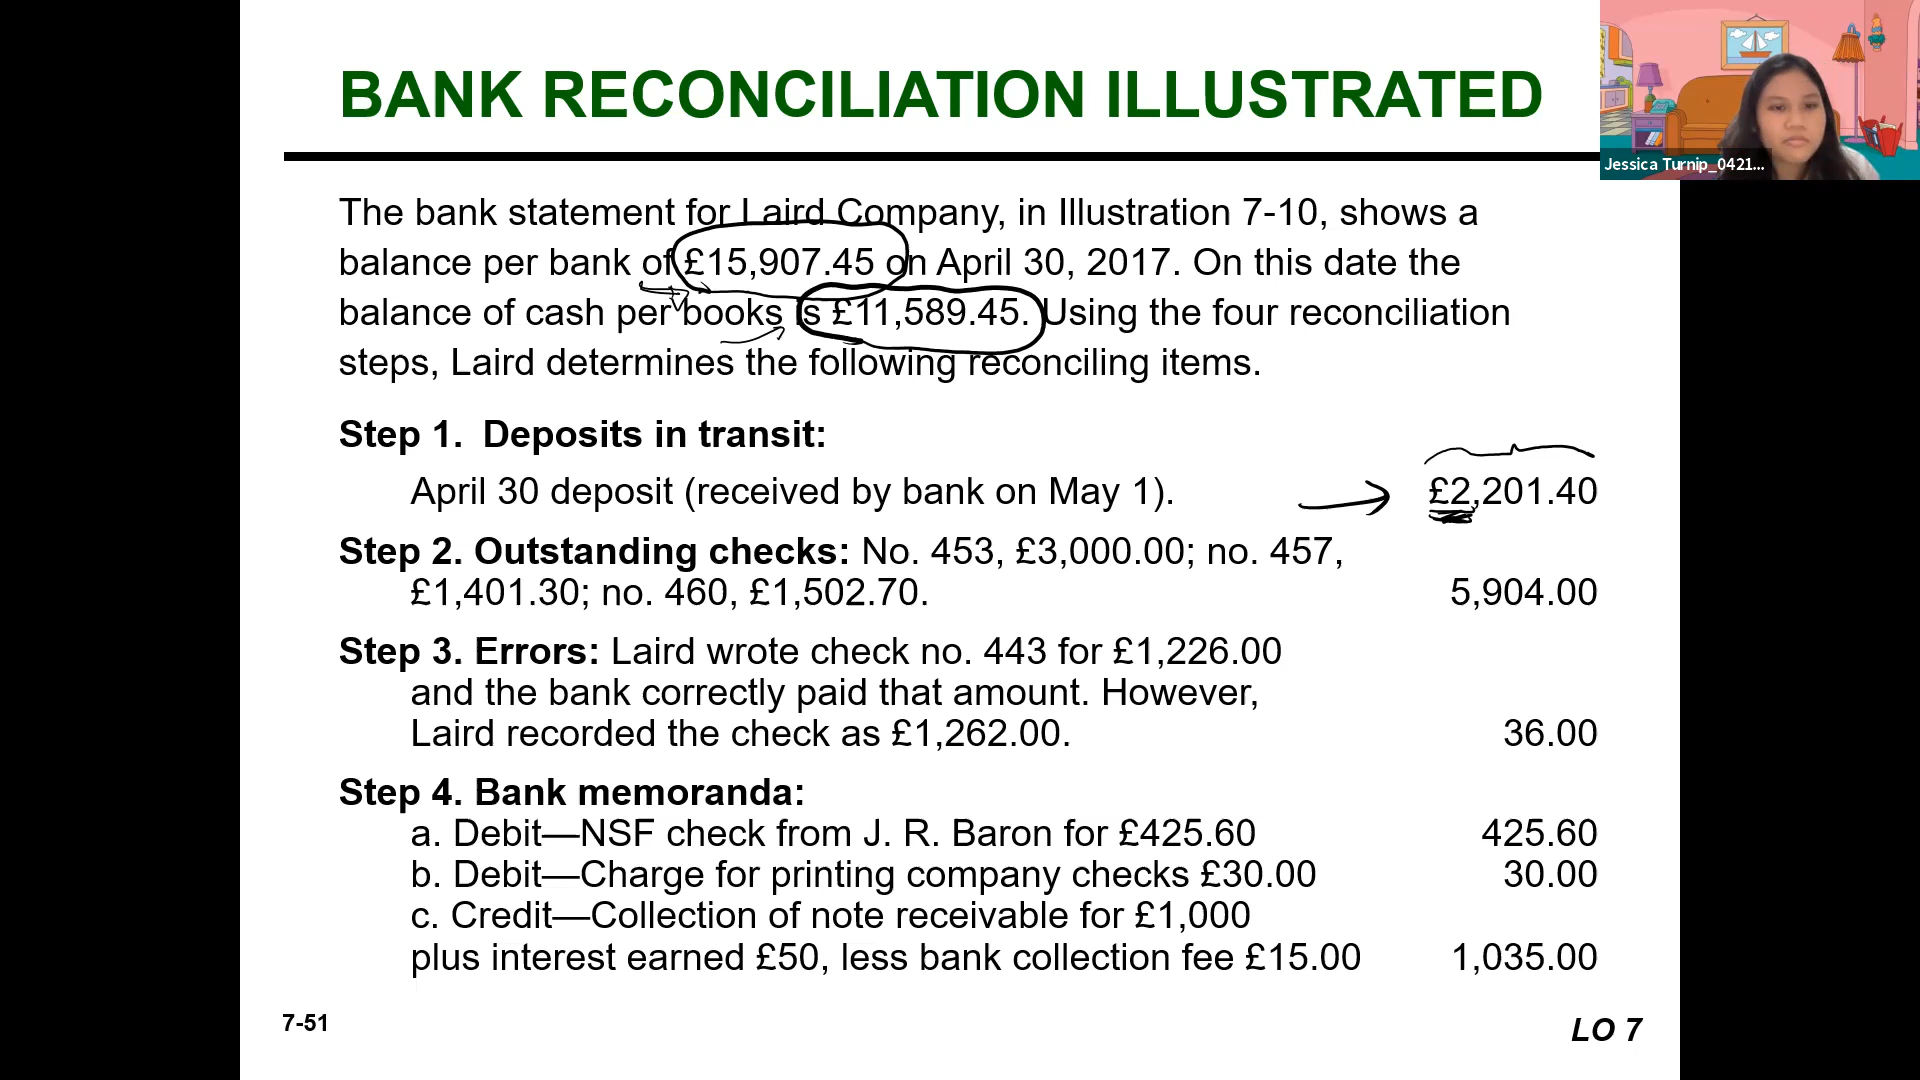 BANK RECONCILIATION ILLUSTRATED
Jessica Turnip_0421...
The bank statement for Laird Company, in Illustration 7-10, shows a
balance per bank of £15,907.45 on April 30, 2017. On this date the
balance of cash per books is £11,589.45. Using the four reconciliation
steps, Laird determines the following reconciling items.
Step 1. Deposits in transit:
April 30 deposit (received by bank on May 1). £2,201.40
Step 2. Outstanding checks: No. 453, £3,000.00; no. 457,
£1,401.30; no. 460, £1,502.70. 5,904.00
Step 3. Errors: Laird wrote check no. 443 for £1,226.00
and the bank correctly paid that amount. However,
Laird recorded the check as £1,262.00. 36.00
Step 4. Bank memoranda:
a. Debit—NSF check from J. R. Baron for £425.60 425.60
b. Debit—Charge for printing company checks £30.00 30.00
c. Credit—Collection of note receivable for £1,000
plus interest earned £50, less bank collection fee £15.00 1,035.00
7-51
LO 7